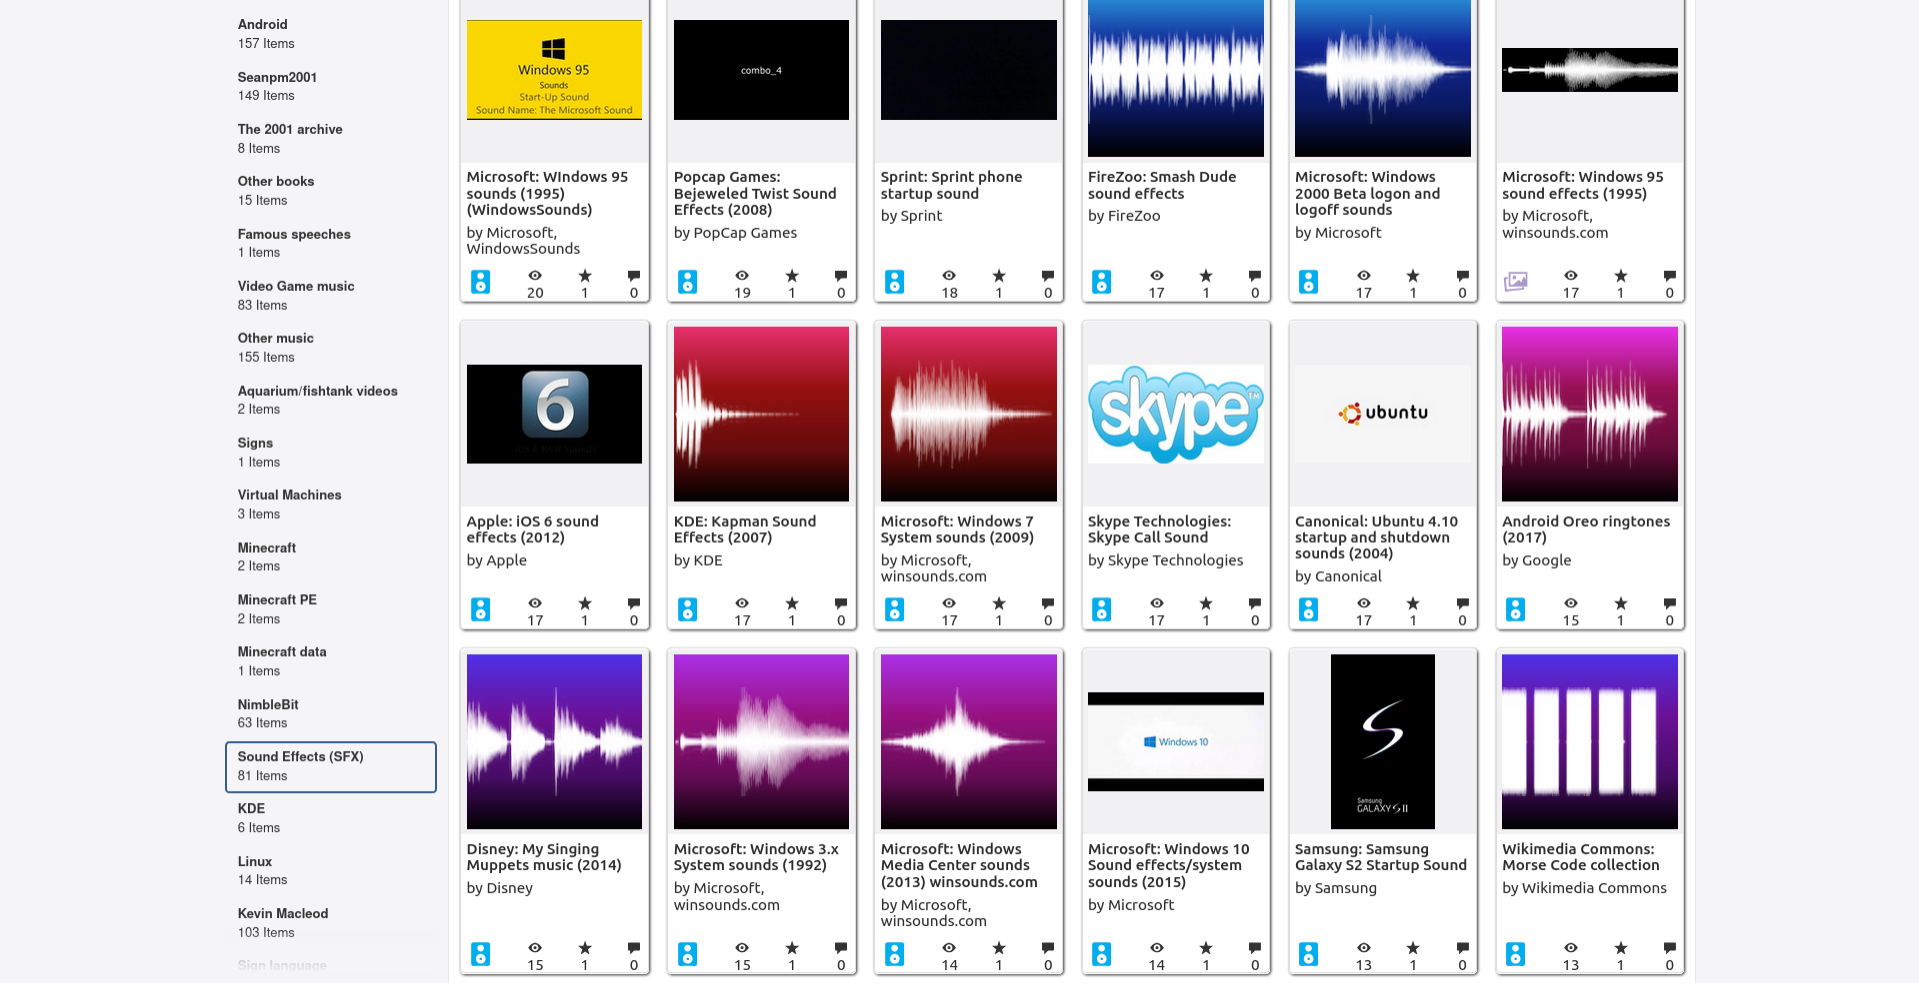 Android
157 Items
Seanpm2001
149 Items
The 2001 archive
8 Items
Other books
15 Items
Famous speeches
1 Items
Video Game music
83 Items
Other music
155 Items
Aquarium/fishtank videos
2 Items
Signs
1 Items
Virtual Machines
3 Items
Minecraft
2 Items
Minecraft PE
2 Items
Minecraft data
1 Items
NimbleBit
63 Items
Sound Effects (SFX)
81 Items
KDE
6 Items
Linux
14 Items
Kevin Macleod
103 Items
Sign language
Windows 95
Sounds
Start-Up Sound
Sound Name: The Microsoft Sound
Microsoft: WIndows 95
sounds (1995)
(WindowsSounds)
by Microsoft,
WindowsSounds
20 1 0
combo_4
Popcap Games:
Bejeweled Twist Sound
Effects (2008)
by PopCap Games
19 1 0
Sprint: Sprint phone
startup sound
by Sprint
18 1 0
FireZoo: Smash Dude
sound effects
by FireZoo
17 1 0
Microsoft: Windows
2000 Beta logon and
logoff sounds
by Microsoft
17 1 0
Microsoft: Windows 95
sound effects (1995)
by Microsoft,
winsounds.com
17 1 0
6
Apple: iOS 6 sound
effects (2012)
by Apple
17 1 0
KDE: Kapman Sound
Effects (2007)
by KDE
17 1 0
Microsoft: Windows 7
System sounds (2009)
by Microsoft,
winsounds.com
17 1 0
skype TM
Skype Technologies:
Skype Call Sound
by Skype Technologies
17 1 0
ubuntu
Canonical: Ubuntu 4.10
startup and shutdown
sounds (2004)
by Canonical
17 1 0
Android Oreo ringtones
(2017)
by Google
15 1 0
Disney: My Singing
Muppets music (2014)
by Disney
15 1 0
Microsoft: Windows 3.x
System sounds (1992)
by Microsoft,
winsounds.com
15 1 0
Microsoft: Windows
Media Center sounds
(2013) winsounds.com
by Microsoft,
winsounds.com
14 1 0
Windows 10
Microsoft: Windows 10
Sound effects/system
sounds (2015)
by Microsoft
14 1 0
S
Samsung
GALAXY S II
Samsung: Samsung
Galaxy S2 Startup Sound
by Samsung
13 1 0
Wikimedia Commons:
Morse Code collection
by Wikimedia Commons
13 1 0